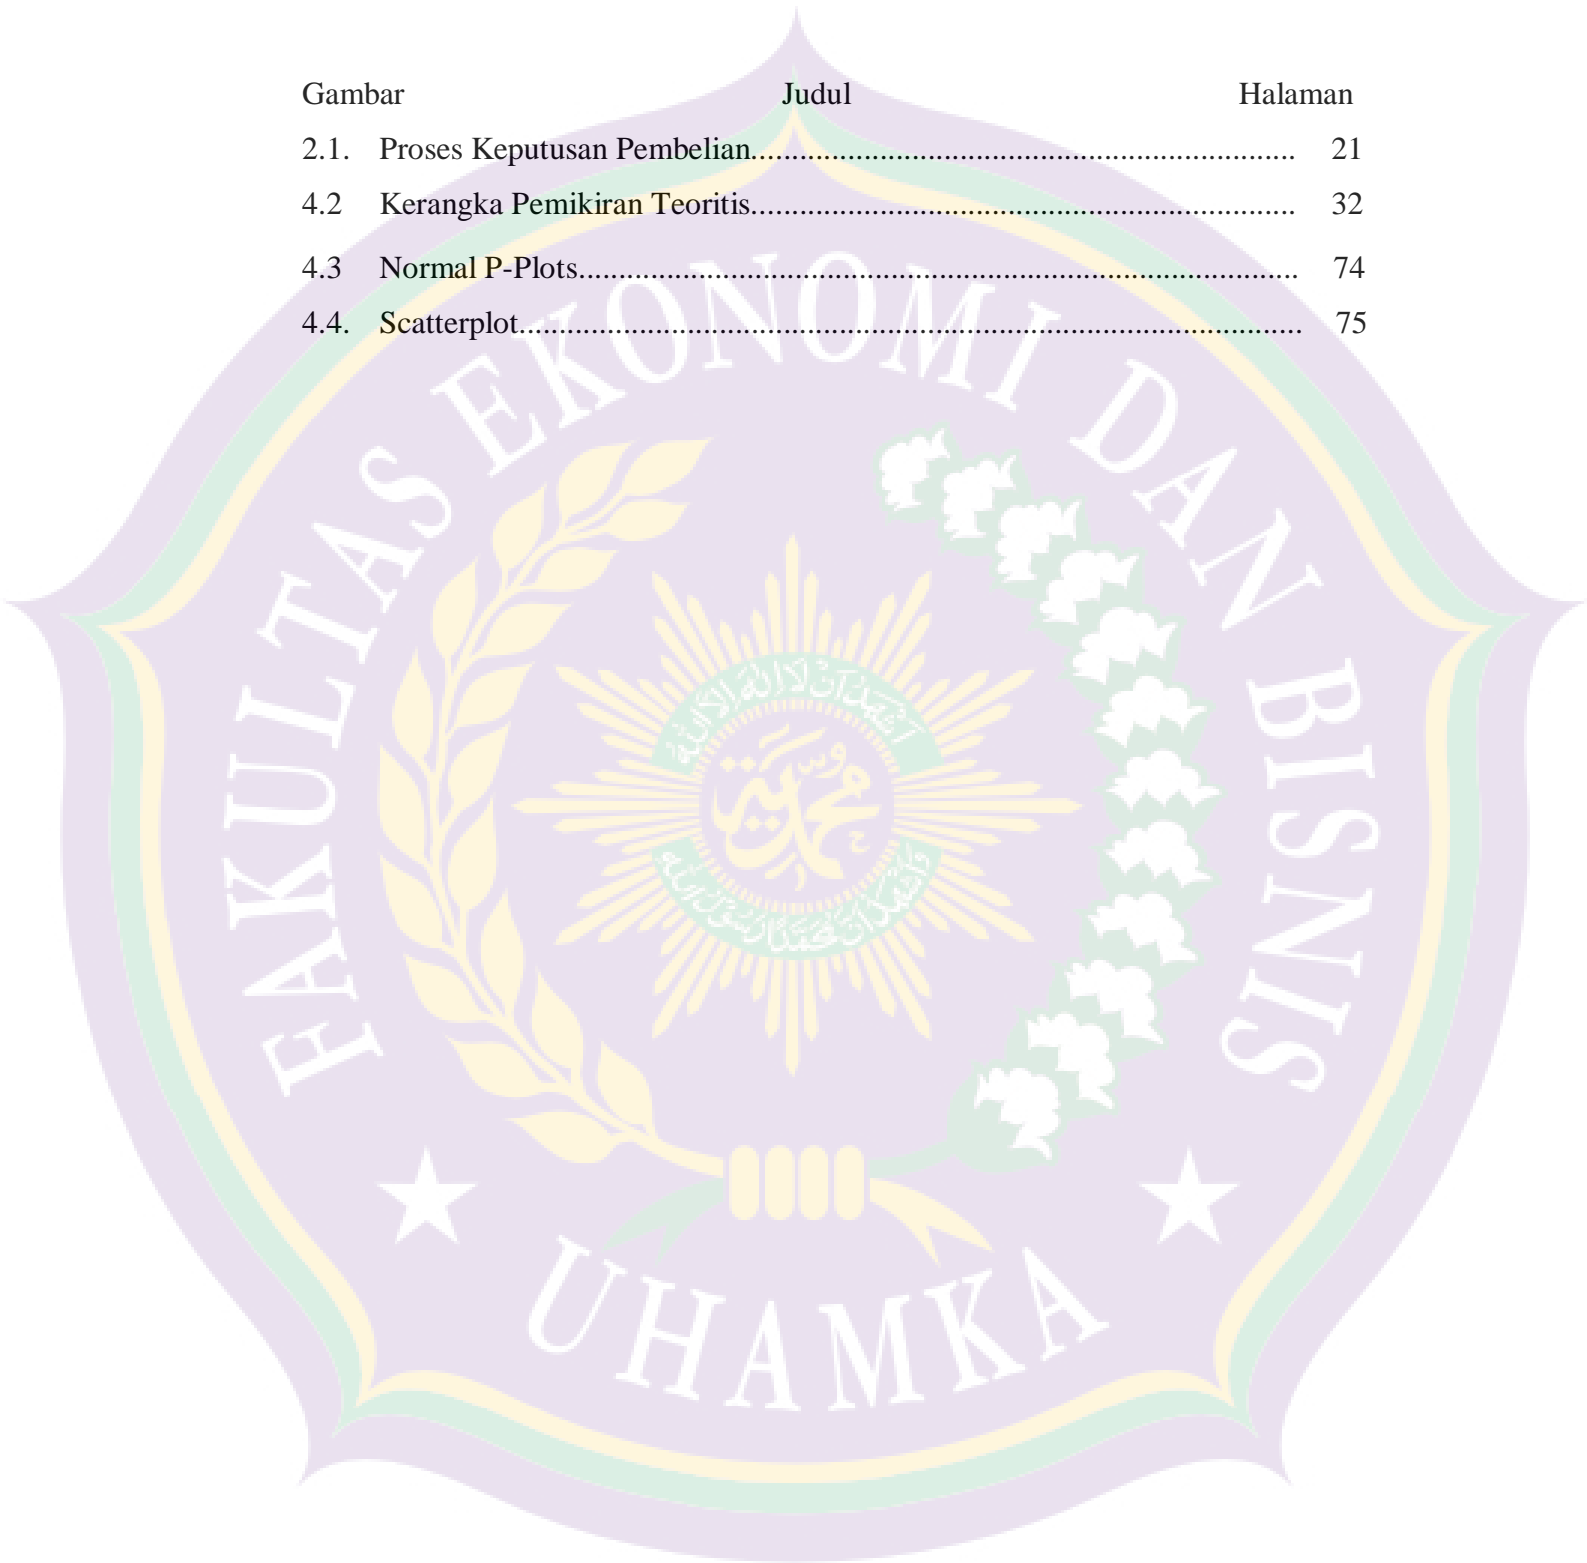 Gambar Judul Halaman
2.1. Proses Keputusan Pembelian.................................................................... 21
4.2 Kerangka Pemikiran Teoritis.................................................................... 32
4.3 Normal P-Plots.......................................................................................... 74
4.4. Scatterplot.................................................................................................. 75
FAKULTAS EKONOMI DAN BISNIS
UHAMKA